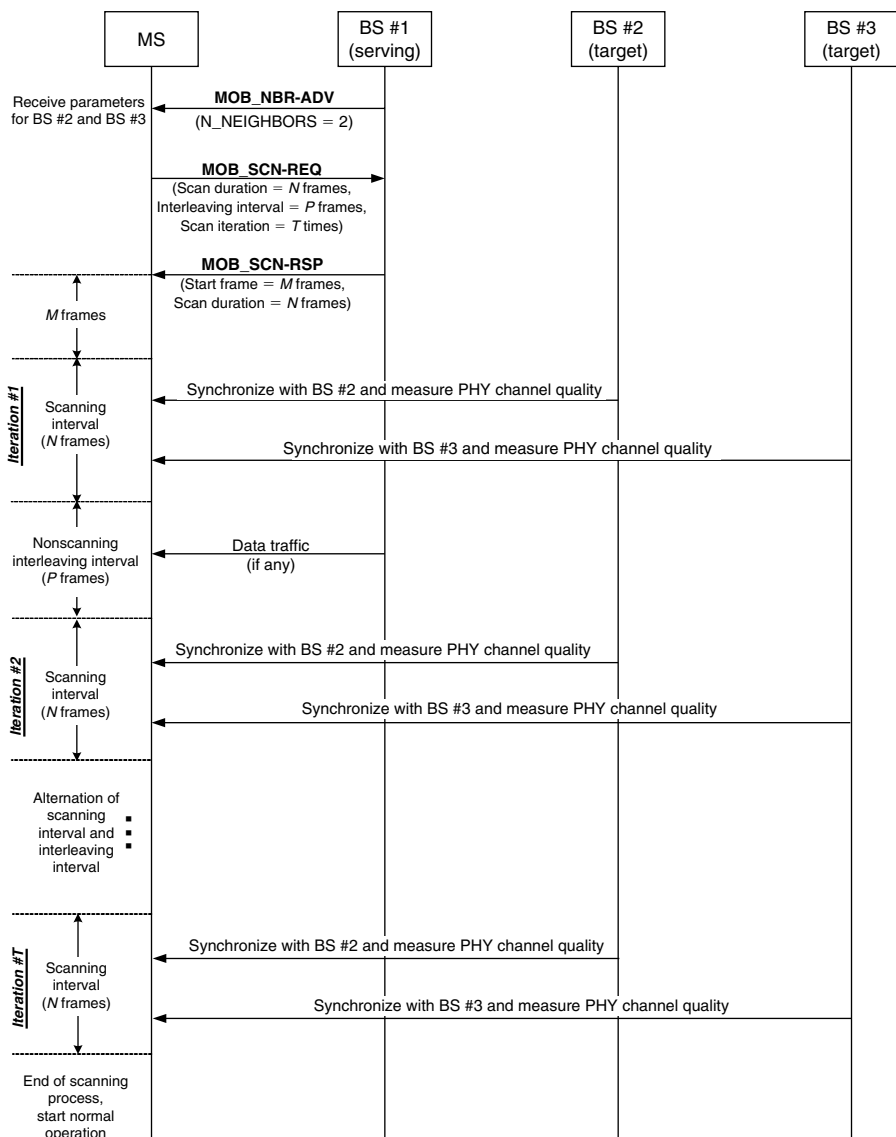 MS
BS #1
(serving)
BS #2
(target)
BS #3
(target)
Receive parameters
for BS #2 and BS #3
MOB_NBR-ADV
(N_NEIGHBORS = 2)
MOB_SCN-REQ
(Scan duration = N frames,
Interleaving interval = P frames,
Scan iteration = T times)
MOB_SCN-RSP
(Start frame = M frames,
Scan duration = N frames)
M frames
Iteration #1
Scanning
interval
(N frames)
Synchronize with BS #2 and measure PHY channel quality
Synchronize with BS #3 and measure PHY channel quality
Nonscanning
interleaving interval
(P frames)
Data traffic
(if any)
Iteration #2
Scanning
interval
(N frames)
Synchronize with BS #2 and measure PHY channel quality
Synchronize with BS #3 and measure PHY channel quality
Alternation of
scanning
interval and
interleaving
interval
Iteration #T
Scanning
interval
(N frames)
Synchronize with BS #2 and measure PHY channel quality
Synchronize with BS #3 and measure PHY channel quality
End of scanning
process,
start normal
operation